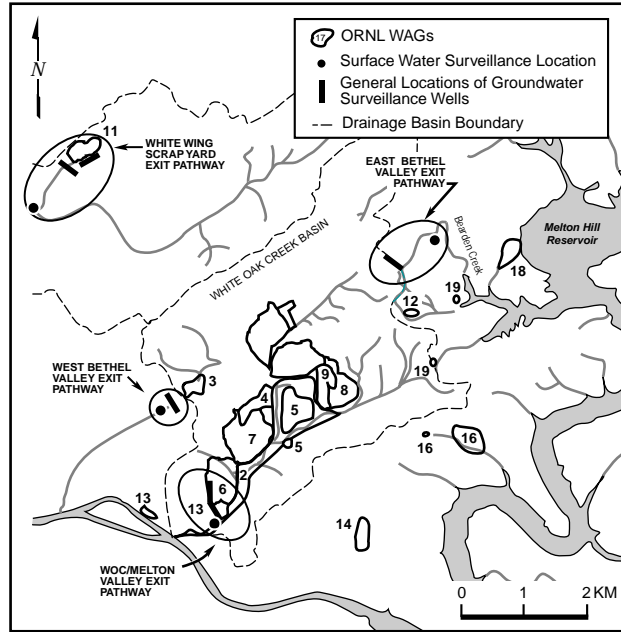 N
17
ORNL WAGs
Surface Water Surveillance Location
General Locations of Groundwater
Surveillance Wells
Drainage Basin Boundary
11
WHITE WING
SCRAP YARD
EXIT PATHWAY
EAST BETHEL
VALLEY EXIT
PATHWAY
WHITE OAK CREEK BASIN
Bearden Creek
Melton Hill
Reservoir
18
19
12
19
WEST BETHEL
VALLEY EXIT
PATHWAY
3
9
8
4
5
7
5
2
6
13
13
16
16
14
WOC/MELTON
VALLEY EXIT
PATHWAY
0 1 2 KM